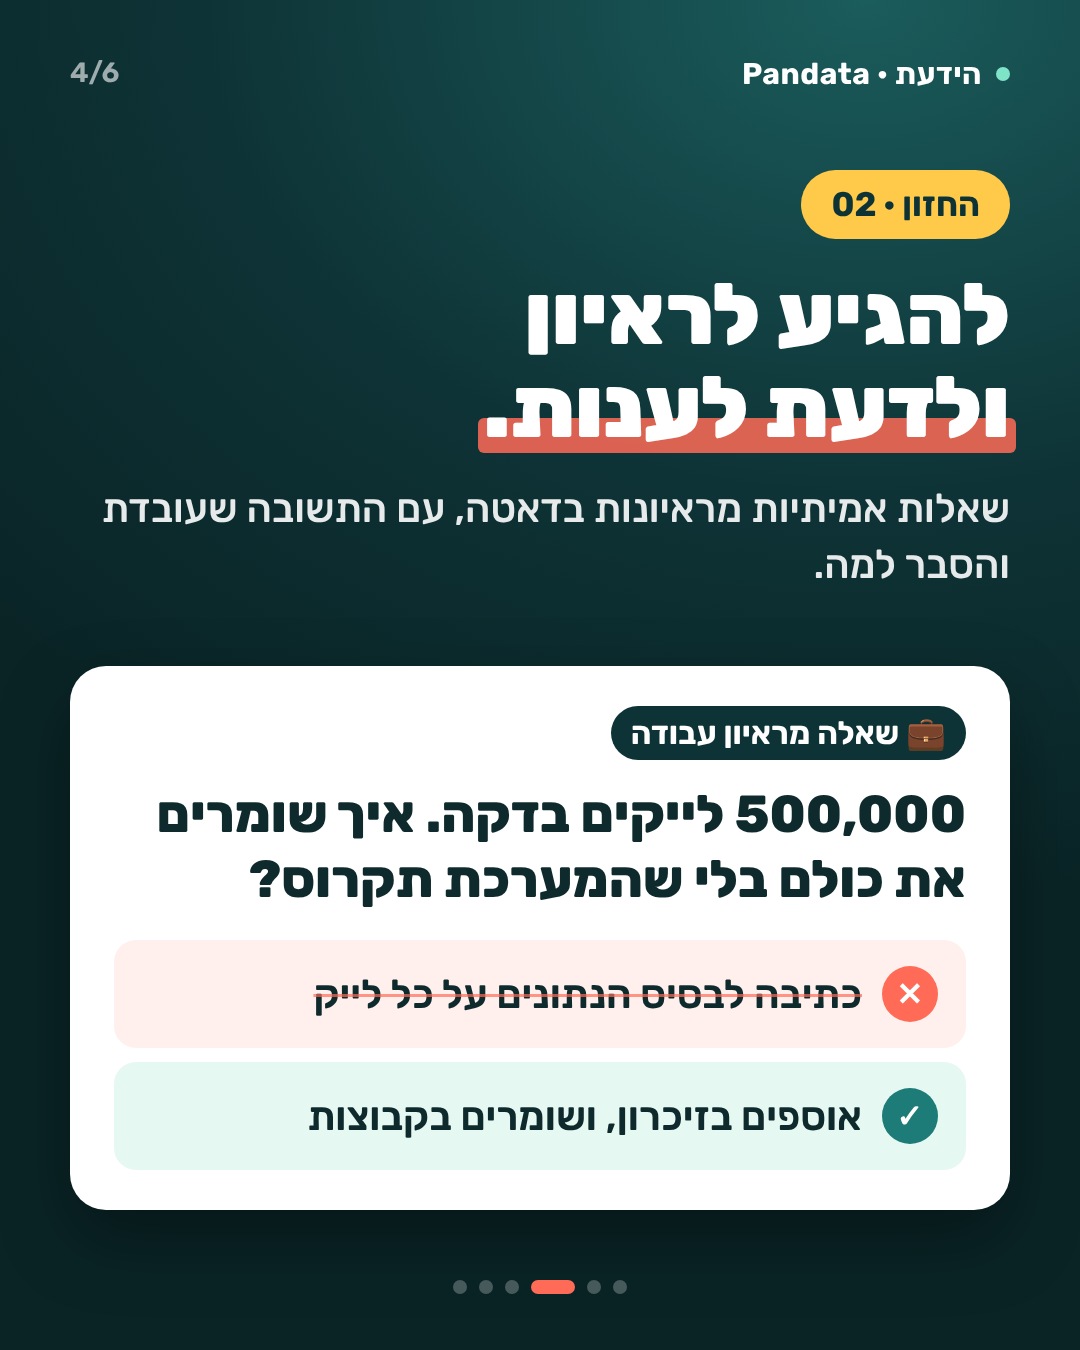 הידעת • Pandata
4/6
החזון • 02
להגיע לראיון
ולדעת לענות.
שאלות אמיתיות מראיונות בדאטה, עם התשובה שעובדת
והסבר למה.
💼 שאלה מראיון עבודה
500,000 לייקים בדקה. איך שומרים
את כולם בלי שהמערכת תקרוס?
✕ כתיבה לבסיס הנתונים על כל לייק
✓ אוספים בזיכרון, ושומרים בקבוצות